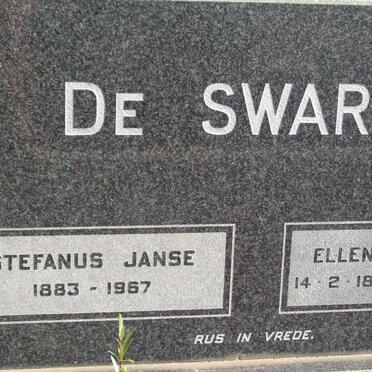 DE SWAR
STEFANUS JANSE
1883 - 1967
ELLEN
14 · 2 · 18
RUS IN VREDE.